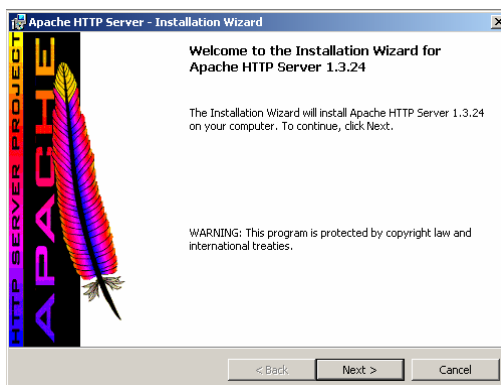 Apache HTTP Server - Installation Wizard
HTTP SERVER PROJECT
APACHE
Welcome to the Installation Wizard for
Apache HTTP Server 1.3.24
The Installation Wizard will install Apache HTTP Server 1.3.24
on your computer. To continue, click Next.
WARNING: This program is protected by copyright law and
international treaties.
< Back
Next >
Cancel